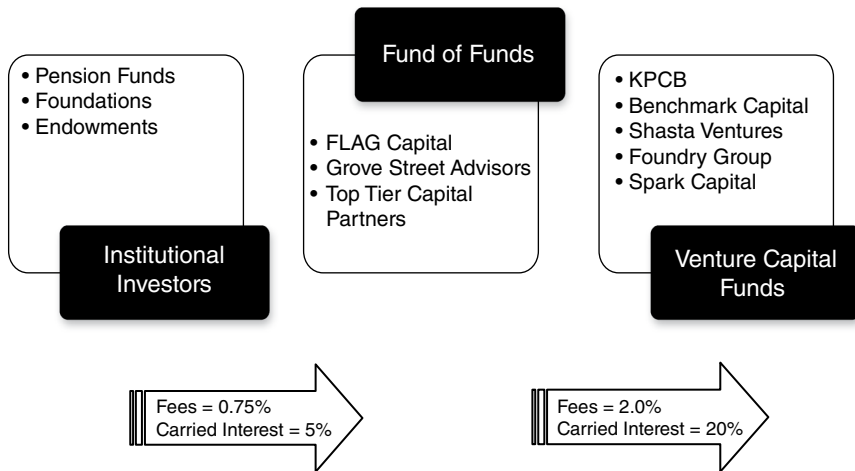 • Pension Funds
• Foundations
• Endowments
Institutional
Investors
Fund of Funds
• FLAG Capital
• Grove Street Advisors
• Top Tier Capital
Partners
• KPCB
• Benchmark Capital
• Shasta Ventures
• Foundry Group
• Spark Capital
Venture Capital
Funds
Fees = 0.75%
Carried Interest = 5%
Fees = 2.0%
Carried Interest = 20%